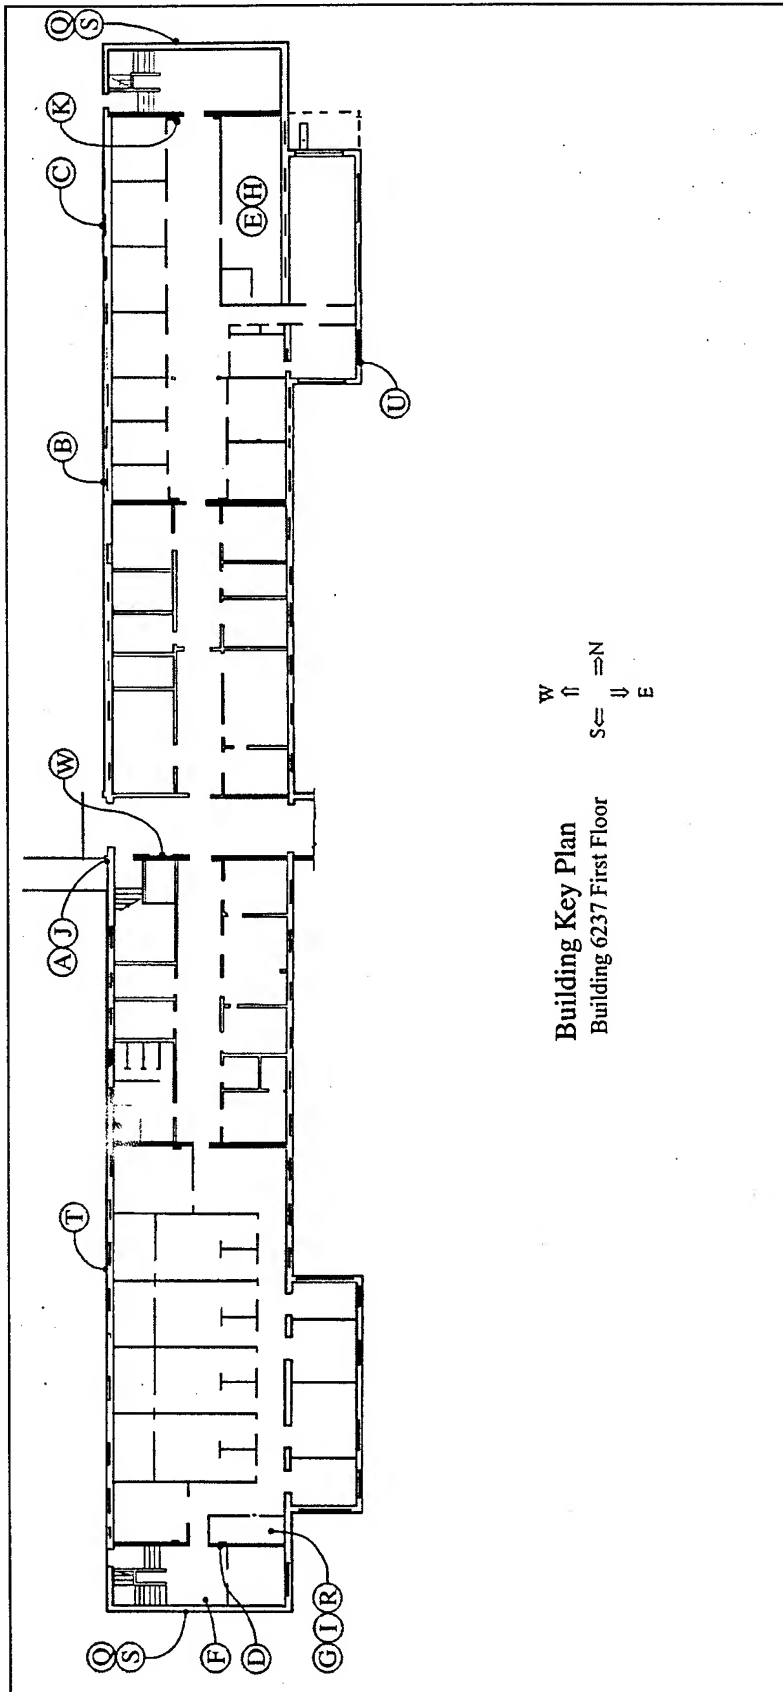 Q
S
T
A J
B
C
K
Q
S
W
F
D
G I R
E H
U
Building Key Plan
Building 6237 First Floor
W
⇑
S⇐ ⇒N
⇓
E